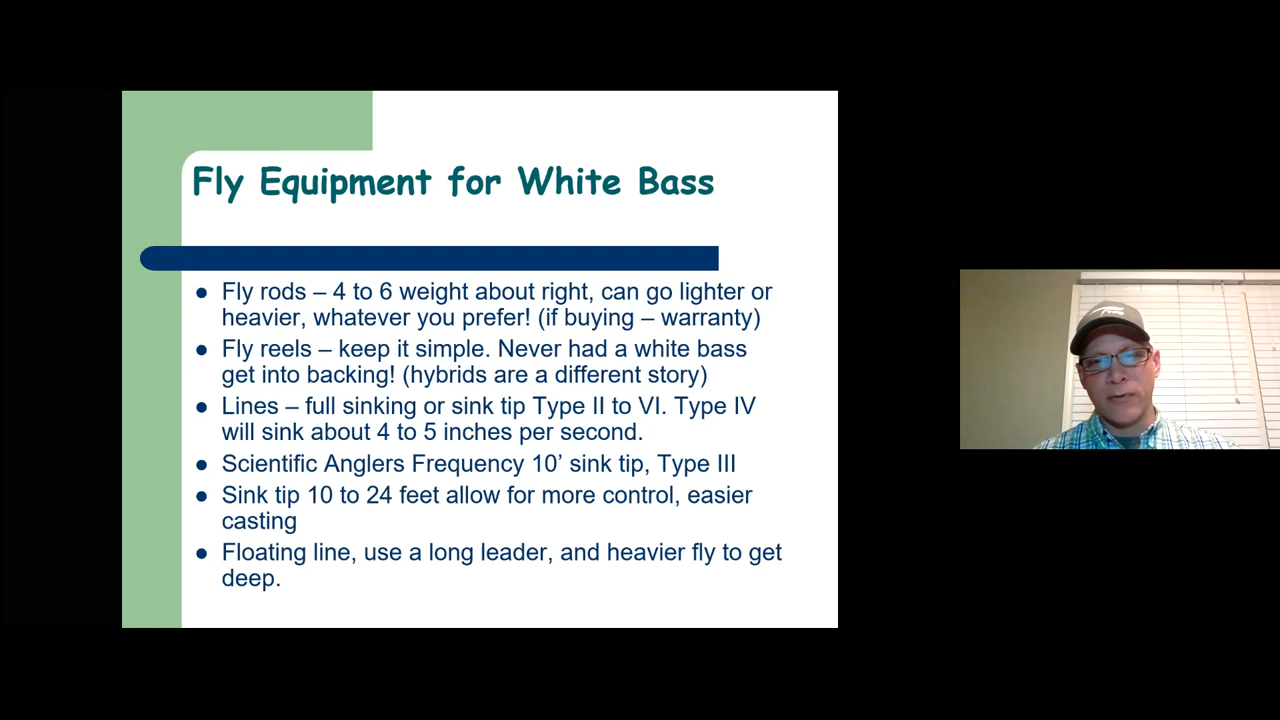 Fly Equipment for White Bass
● Fly rods – 4 to 6 weight about right, can go lighter or
heavier, whatever you prefer! (if buying – warranty)
● Fly reels – keep it simple. Never had a white bass
get into backing! (hybrids are a different story)
● Lines – full sinking or sink tip Type II to VI. Type IV
will sink about 4 to 5 inches per second.
● Scientific Anglers Frequency 10’ sink tip, Type III
● Sink tip 10 to 24 feet allow for more control, easier
casting
● Floating line, use a long leader, and heavier fly to get
deep.